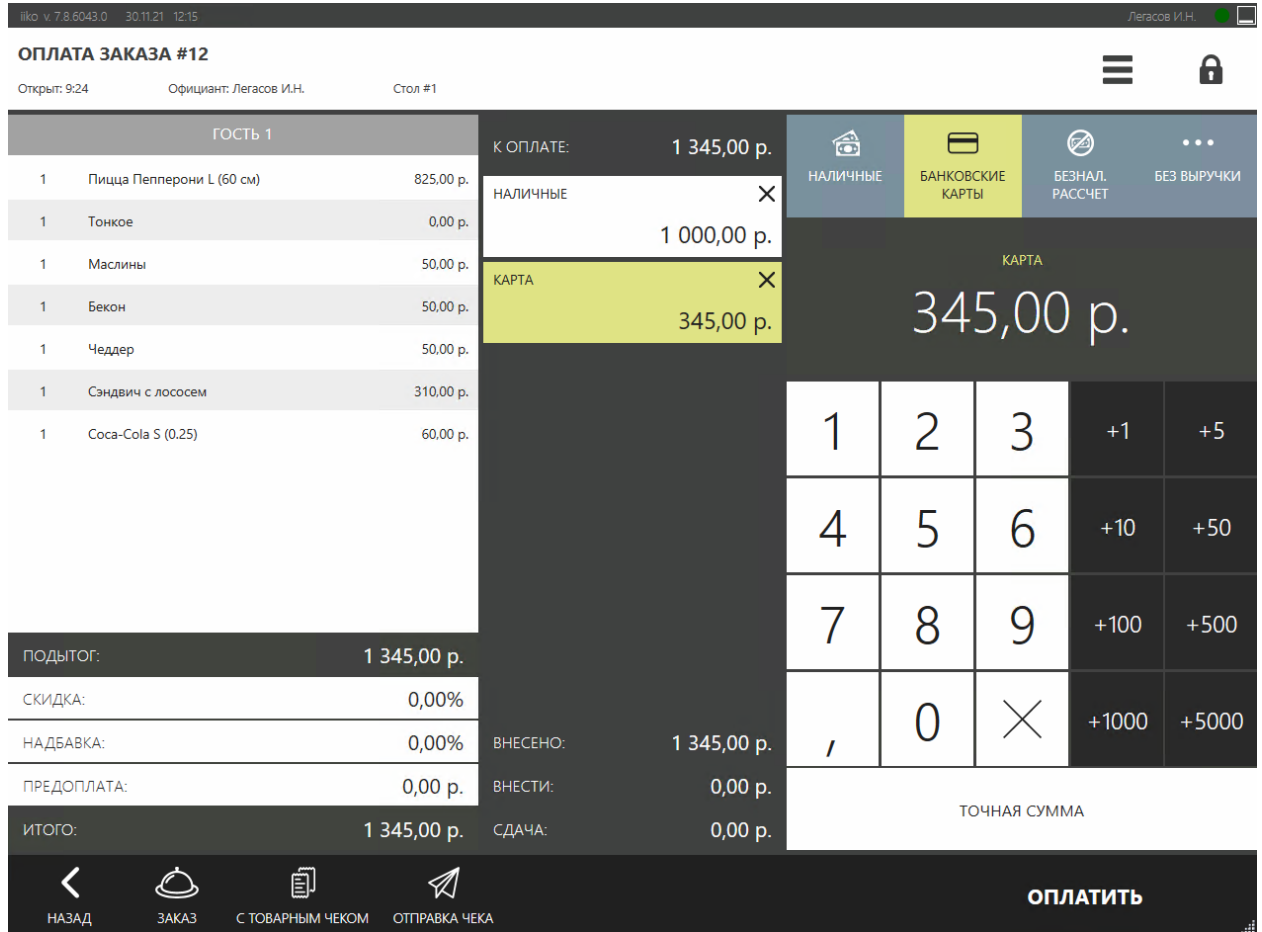 iiko v. 7.8.6043.0 30.11.21 12:15 Легасов И.Н.
ОПЛАТА ЗАКАЗА #12
Открыт: 9:24 Официант: Легасов И.Н. Стол #1
ГОСТЬ 1
1 Пицца Пепперони L (60 см) 825,00 р.
1 Тонкое 0,00 р.
1 Маслины 50,00 р.
1 Бекон 50,00 р.
1 Чеддер 50,00 р.
1 Сэндвич с лососем 310,00 р.
1 Coca-Cola S (0.25) 60,00 р.
ПОДЫТОГ: 1 345,00 р.
СКИДКА: 0,00%
НАДБАВКА: 0,00%
ПРЕДОПЛАТА: 0,00 р.
ИТОГО: 1 345,00 р.
К ОПЛАТЕ: 1 345,00 р.
НАЛИЧНЫЕ
1 000,00 р.
КАРТА
345,00 р.
ВНЕСЕНО: 1 345,00 р.
ВНЕСТИ: 0,00 р.
СДАЧА: 0,00 р.
НАЛИЧНЫЕ
БАНКОВСКИЕ
КАРТЫ
БЕЗНАЛ.
РАССЧЕТ
БЕЗ ВЫРУЧКИ
КАРТА
345,00 р.
1 2 3 +1 +5
4 5 6 +10 +50
7 8 9 +100 +500
, 0 +1000 +5000
ТОЧНАЯ СУММА
НАЗАД ЗАКАЗ С ТОВАРНЫМ ЧЕКОМ ОТПРАВКА ЧЕКА
ОПЛАТИТЬ